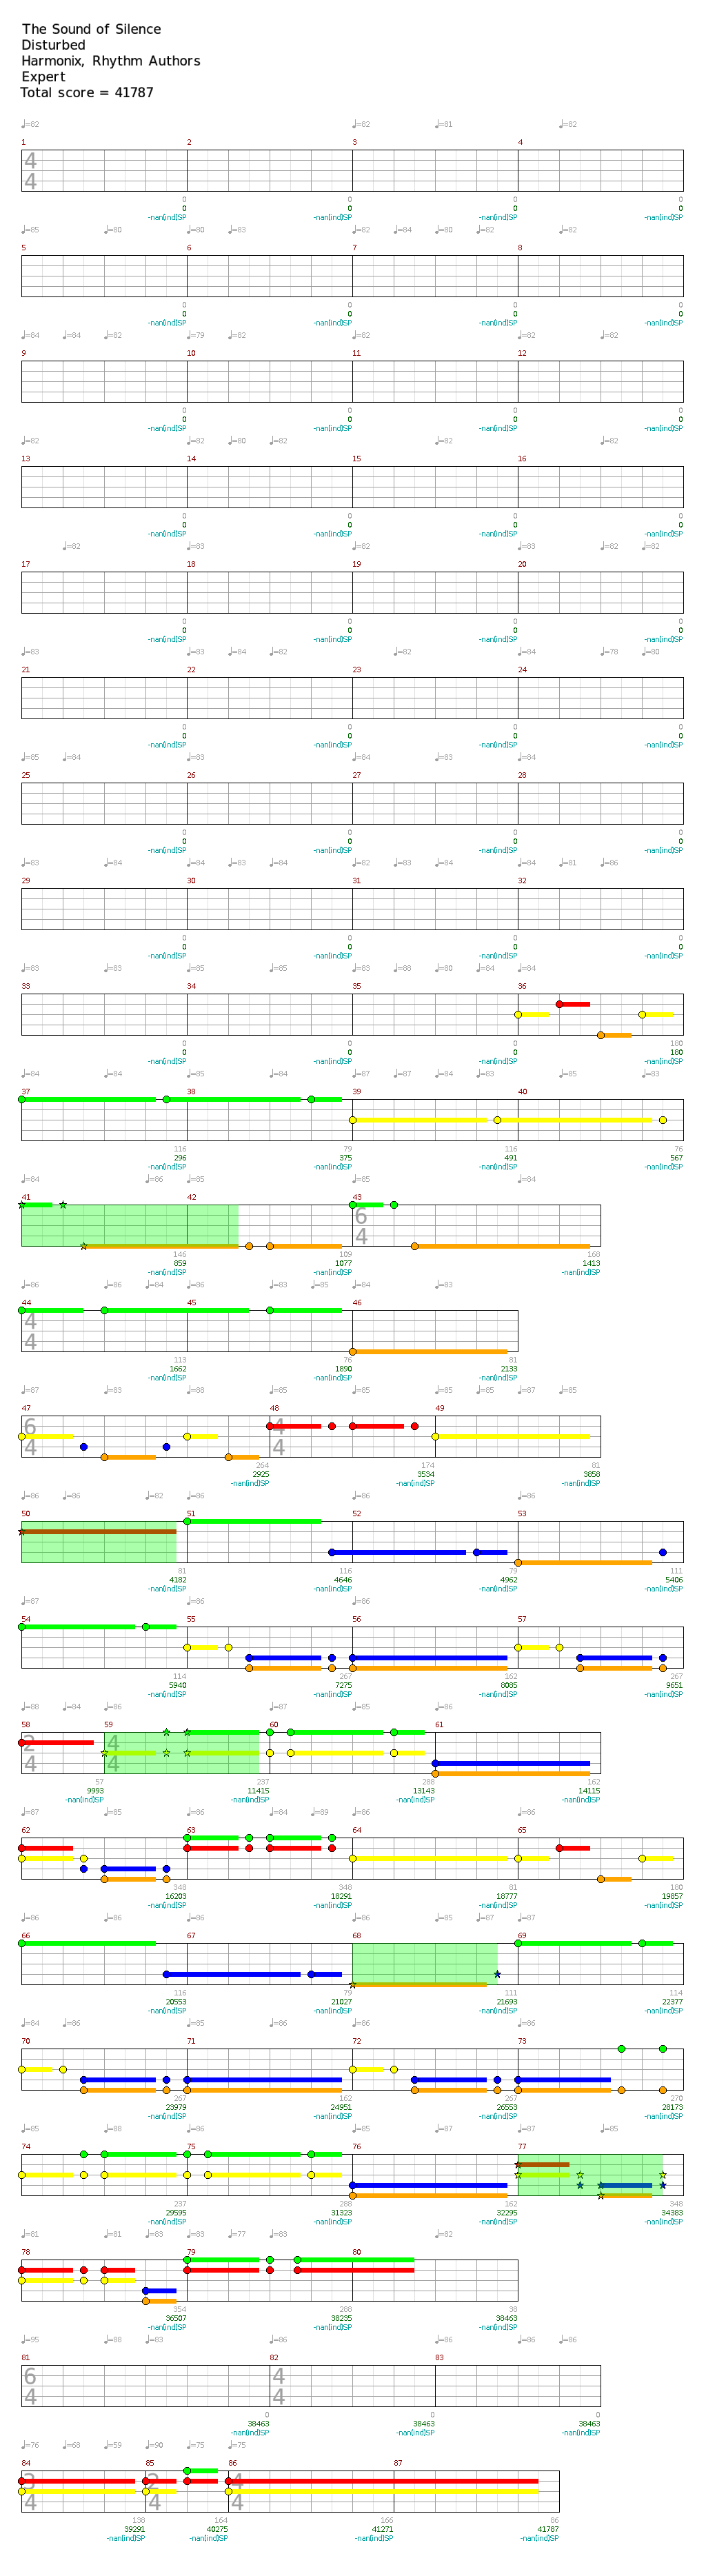 The Sound of Silence
Disturbed
Harmonix, Rhythm Authors
Expert
Total score = 41787
♩=82 ♩=82 ♩=81 ♩=82
1 2 3 4
4
4
0 0 0 0
0 0 0 0
-nan(ind)SP -nan(ind)SP -nan(ind)SP -nan(ind)SP
♩=85 ♩=80 ♩=80 ♩=83 ♩=82 ♩=84 ♩=80 ♩=82 ♩=82
5 6 7 8
0 0 0 0
0 0 0 0
-nan(ind)SP -nan(ind)SP -nan(ind)SP -nan(ind)SP
♩=84 ♩=84 ♩=82 ♩=79 ♩=82 ♩=82 ♩=82 ♩=82
9 10 11 12
0 0 0 0
0 0 0 0
-nan(ind)SP -nan(ind)SP -nan(ind)SP -nan(ind)SP
♩=82 ♩=82 ♩=80 ♩=82 ♩=82 ♩=82
13 14 15 16
0 0 0 0
0 0 0 0
-nan(ind)SP -nan(ind)SP -nan(ind)SP -nan(ind)SP
♩=82 ♩=83 ♩=82 ♩=83 ♩=82 ♩=82
17 18 19 20
0 0 0 0
0 0 0 0
-nan(ind)SP -nan(ind)SP -nan(ind)SP -nan(ind)SP
♩=83 ♩=83 ♩=84 ♩=82 ♩=82 ♩=84 ♩=78 ♩=80
21 22 23 24
0 0 0 0
0 0 0 0
-nan(ind)SP -nan(ind)SP -nan(ind)SP -nan(ind)SP
♩=85 ♩=84 ♩=83 ♩=84 ♩=83 ♩=84
25 26 27 28
0 0 0 0
0 0 0 0
-nan(ind)SP -nan(ind)SP -nan(ind)SP -nan(ind)SP
♩=83 ♩=84 ♩=84 ♩=83 ♩=84 ♩=82 ♩=83 ♩=84 ♩=84 ♩=81 ♩=86
29 30 31 32
0 0 0 0
0 0 0 0
-nan(ind)SP -nan(ind)SP -nan(ind)SP -nan(ind)SP
♩=83 ♩=83 ♩=85 ♩=85 ♩=83 ♩=88 ♩=80 ♩=84 ♩=84
33 34 35 36
0 0 0 180
0 0 0 180
-nan(ind)SP -nan(ind)SP -nan(ind)SP -nan(ind)SP
♩=84 ♩=84 ♩=84 ♩=87 ♩=87 ♩=84 ♩=86 ♩=85 ♩=83
37 38 39 40
116 79 116 76
296 375 491 567
-nan(ind)SP -nan(ind)SP -nan(ind)SP -nan(ind)SP
♩=84 ♩=86 ♩=85 ♩=85
41 42 43
6
4
146 109 168
859 1077 1413
-nan(ind)SP -nan(ind)SP -nan(ind)SP
♩=86 ♩=86 ♩=84 ♩=86 ♩=83 ♩=85 ♩=84 ♩=83
44 45 46
4
4
113 76 81
1662 1890 2133
-nan(ind)SP -nan(ind)SP -nan(ind)SP
♩=87 ♩=83 ♩=88 ♩=85 ♩=85 ♩=85 ♩=85 ♩=87 ♩=85
47 48 49
6 4
4 4
264 174 81
2925 3534 3858
-nan(ind)SP -nan(ind)SP -nan(ind)SP
♩=86 ♩=86 ♩=82 ♩=86 ♩=86 ♩=86
50 51 52 53
81 116 79 111
4182 4646 4962 5406
-nan(ind)SP -nan(ind)SP -nan(ind)SP -nan(ind)SP
♩=87 ♩=86 ♩=86
54 55 56 57
114 267 162 267
5940 7275 8085 9651
-nan(ind)SP -nan(ind)SP -nan(ind)SP -nan(ind)SP
♩=88 ♩=84 ♩=86 ♩=87 ♩=85 ♩=86
58 59 60 61
2 4
4 4
57 237 288 162
9993 11415 13143 14115
-nan(ind)SP -nan(ind)SP -nan(ind)SP -nan(ind)SP
♩=87 ♩=85 ♩=86 ♩=84 ♩=89 ♩=86 ♩=86
62 63 64 65
348 348 81 180
16203 18291 18777 19857
-nan(ind)SP -nan(ind)SP -nan(ind)SP -nan(ind)SP
♩=86 ♩=86 ♩=86 ♩=86 ♩=85 ♩=87 ♩=87
66 67 68 69
116 79 111 114
20553 21027 21693 22377
-nan(ind)SP -nan(ind)SP -nan(ind)SP -nan(ind)SP
♩=84 ♩=86 ♩=85 ♩=86 ♩=86 ♩=86
70 71 72 73
267 162 267 270
23979 24951 26553 28173
-nan(ind)SP -nan(ind)SP -nan(ind)SP -nan(ind)SP
♩=85 ♩=88 ♩=86 ♩=85 ♩=87 ♩=87 ♩=85
74 75 76 77
237 288 162 348
29595 31323 32295 34383
-nan(ind)SP -nan(ind)SP -nan(ind)SP -nan(ind)SP
♩=81 ♩=81 ♩=83 ♩=83 ♩=77 ♩=83 ♩=82
78 79 80
354 288 38
36507 38235 38463
-nan(ind)SP -nan(ind)SP -nan(ind)SP
♩=95 ♩=88 ♩=83 ♩=86 ♩=86 ♩=86 ♩=86
81 82 83
6 4
4 4
0 0 0
38463 38463 38463
-nan(ind)SP -nan(ind)SP -nan(ind)SP
♩=76 ♩=68 ♩=59 ♩=90 ♩=75 ♩=75
84 85 86 87
3 2 4
4 4 4
138 164 166 86
39291 40275 41271 41787
-nan(ind)SP -nan(ind)SP -nan(ind)SP -nan(ind)SP